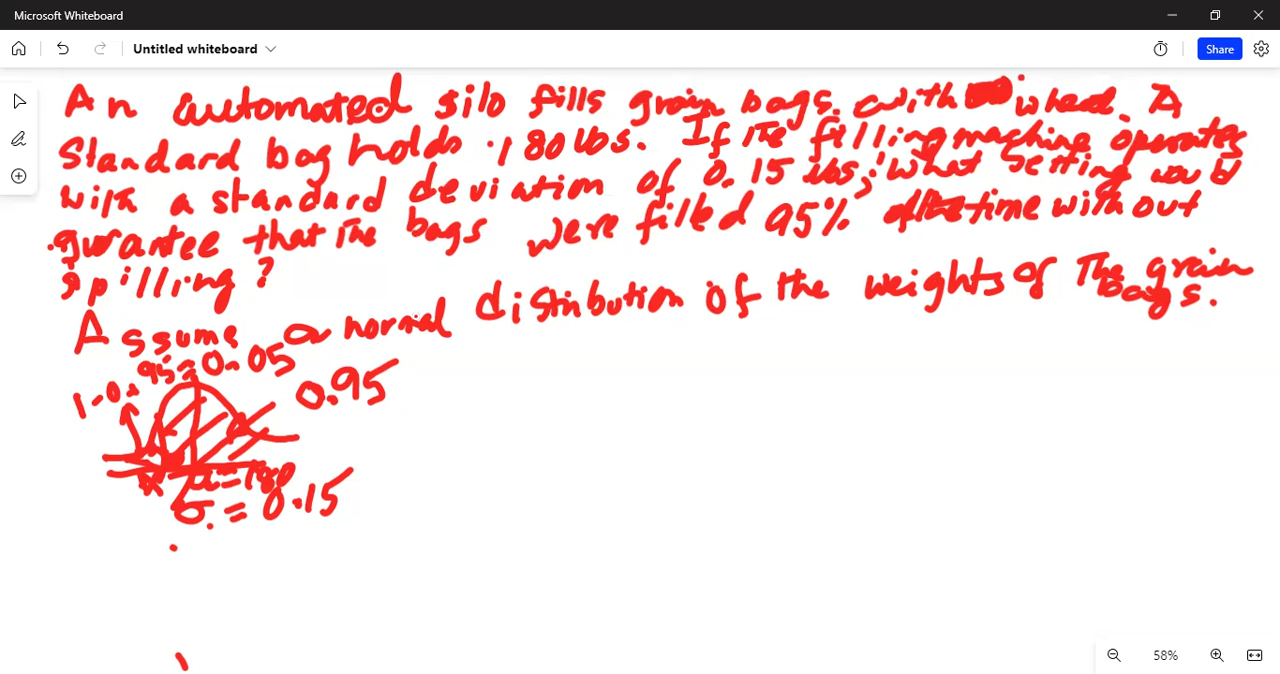 Microsoft Whiteboard
Untitled whiteboard
Share
An automated silo fills grain bags. with wheat. A
Standard bag holds 180 lbs. If the filling machine operates
with a standard deviation of 0.15 lbs; what setting would
gurantee that the bags were filled 95% of the time without
spilling?
Assume a normal distribution of the weights of The grain
bags.
1-0.95=0.05
0.95
x μ=180
σ = 0.15
58%